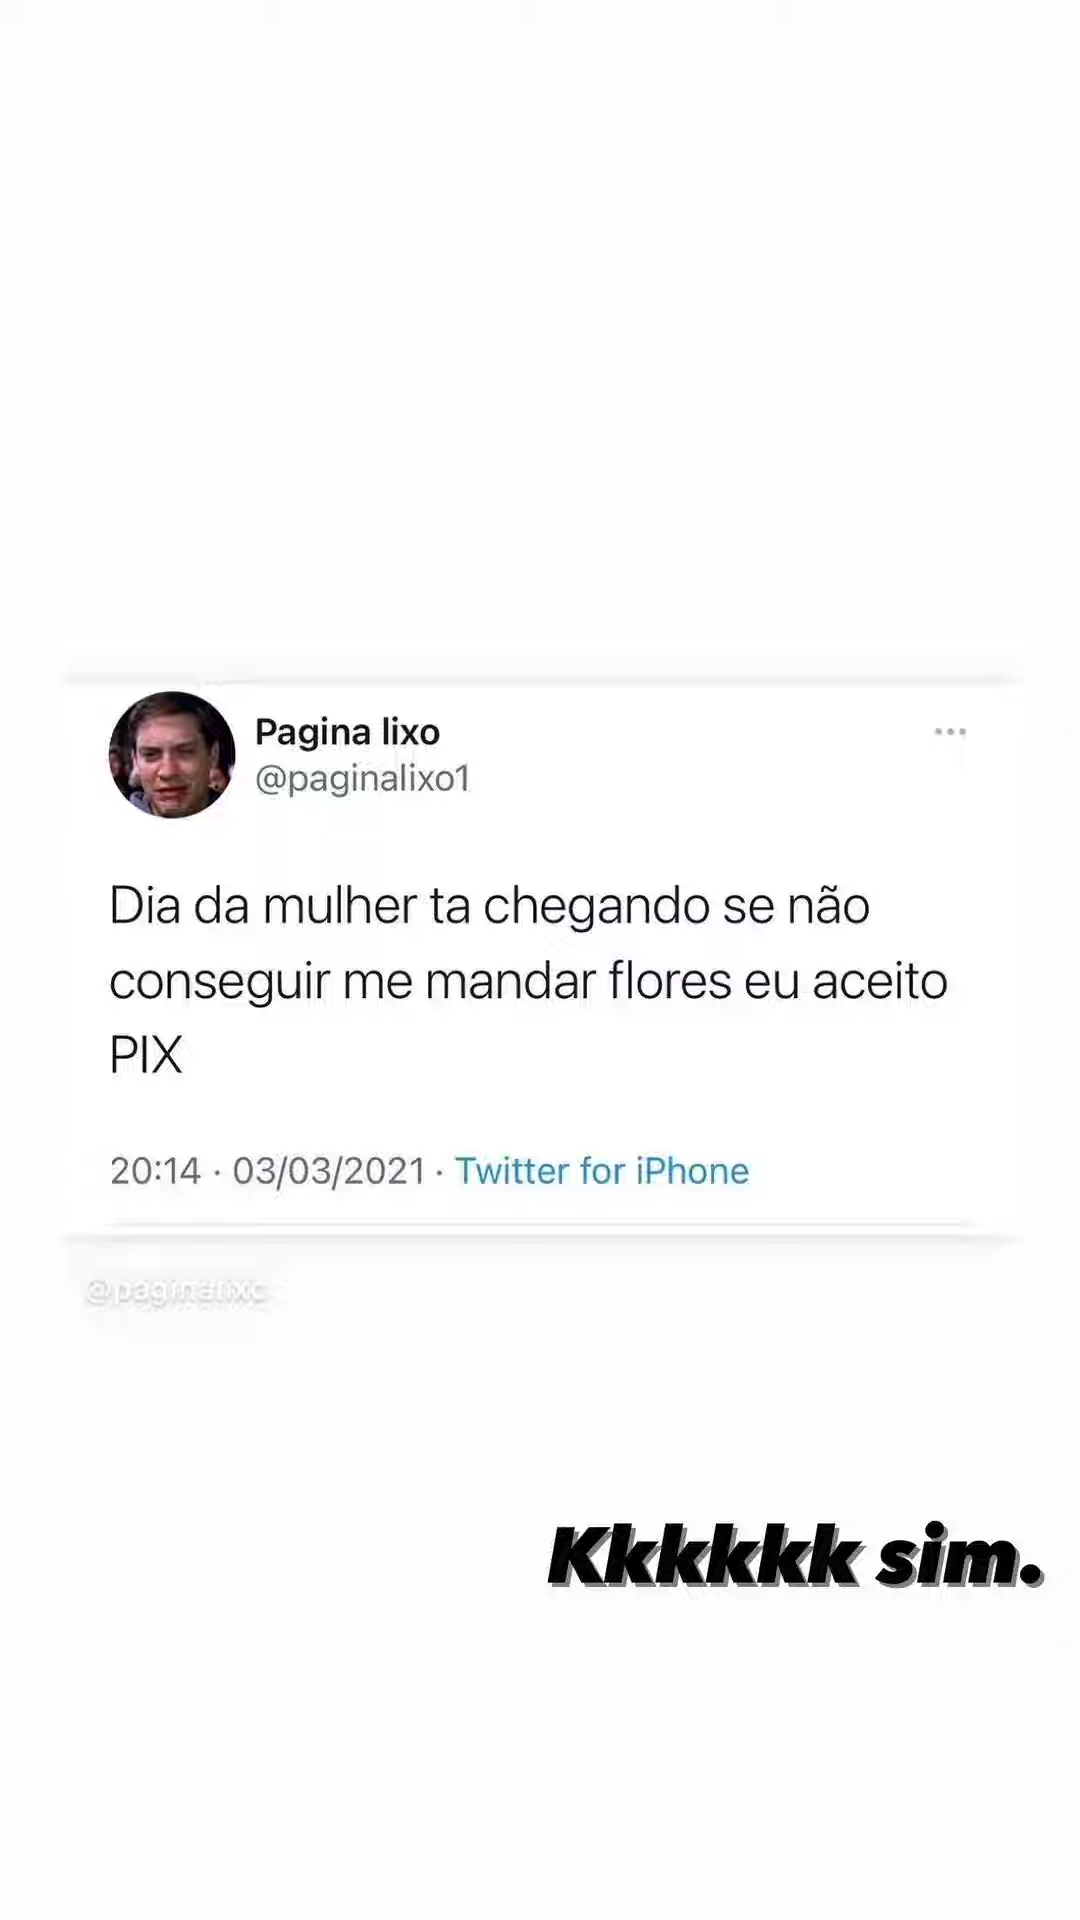 Pagina lixo
@paginalixo1
Dia da mulher ta chegando se não
conseguir me mandar flores eu aceito
PIX
20:14 · 03/03/2021 · Twitter for iPhone
@paginalixo
Kkkkkk sim.